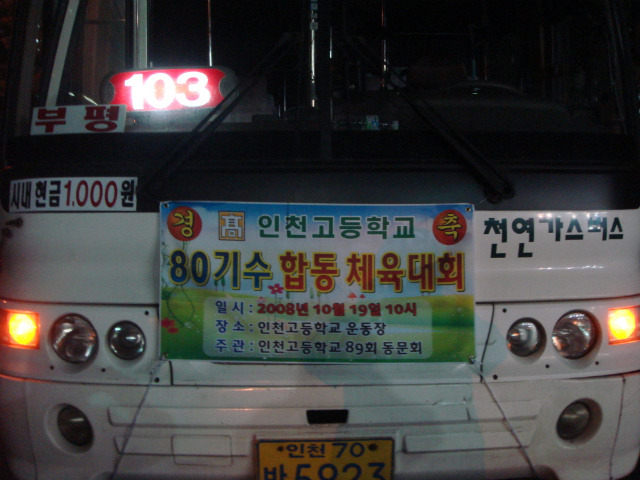 103
부평
시내 현금 1.000원
경 高 인천고등학교 축
80기수 합동 체육대회
일시 : 2008년 10월 19일 10시
장소 : 인천고등학교 운동장
주관 : 인천고등학교 89회 동문회
천연가스버스
인천 70
바 5923